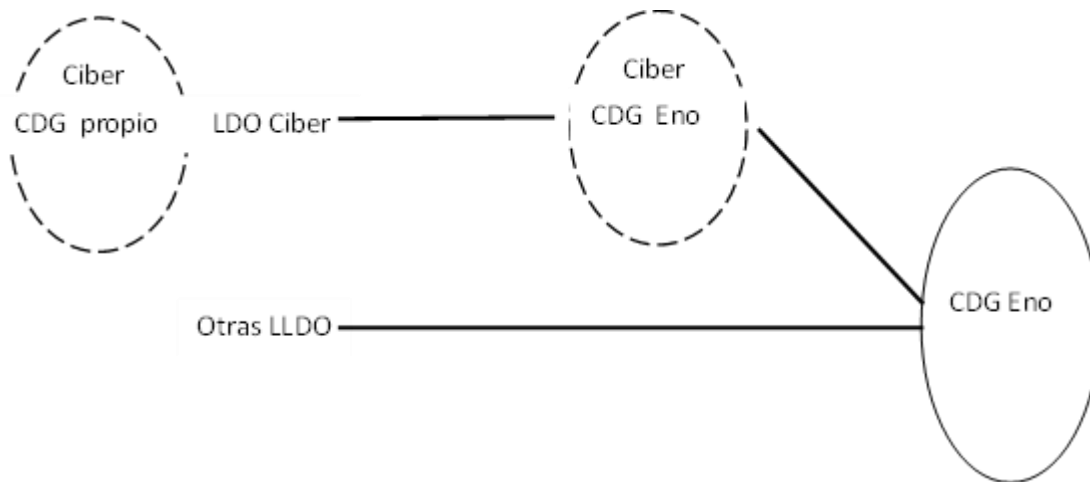 Ciber
CDG propio
LDO Ciber
Ciber
CDG Eno
CDG Eno
Otras LLDO